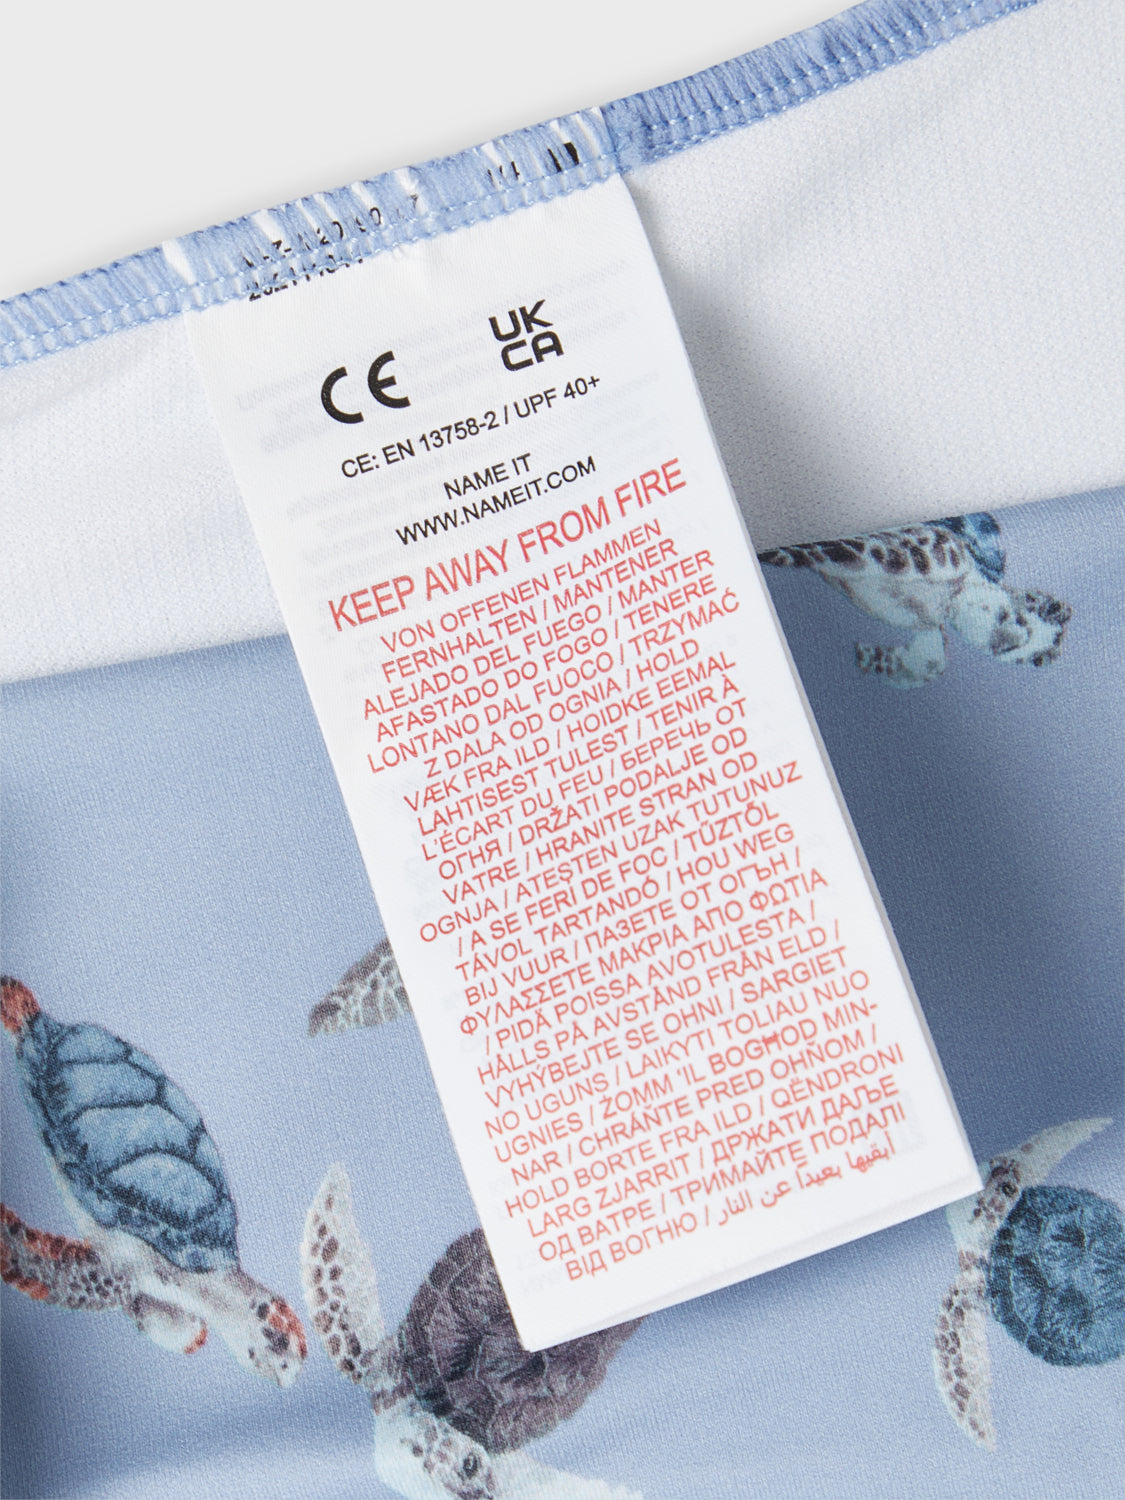 CE
UK
CA
CE: EN 13758-2 / UPF 40+
NAME IT
WWW.NAMEIT.COM
KEEP AWAY FROM FIRE
VON OFFENEN FLAMMEN
FERNHALTEN / MANTENER
ALEJADO DEL FUEGO / MANTER
AFASTADO DO FOGO / TENERE
LONTANO DAL FUOCO / TRZYMAĆ
Z DALA OD OGNIA / HOLD
VÆK FRA ILD / HOIDKE EEMAL
LAHTISEST TULEST / TENIR À
L'ÉCART DU FEU / БЕРЕЧЬ ОТ
ОГНЯ / DRŽATI PODALJE OD
VATRE / HRANITE STRAN OD
OGNJA / ATEŞTEN UZAK TUTUNUZ
/ A SE FERI DE FOC / TŰZTŐL
TÁVOL TARTANDÓ / HOU WEG
BIJ VUUR / ПАЗЕТЕ ОТ ОГЪН /
ΦΥΛΑΣΣΕΤΕ ΜΑΚΡΙΑ ΑΠΟ ΦΩΤΙΑ
/ PIDÄ POISSA AVOTULESTA /
HÅLLS PÅ AVSTÅND FRÅN ELD /
VYHÝBEJTE SE OHNI / SARGIET
NO UGUNS / LAIKYTI TOLIAU NUO
UGNIES / ŻOMM 'IL BOGĦOD MIN-
NAR / CHRÁŇTE PRED OHŇOM /
HOLD BORTE FRA ILD / QËNDRONI
LARG ZJARRIT / ДРЖАТИ ДАЉЕ
ОД ВАТРЕ / ТРИМАЙТЕ ПОДАЛІ
ВІД ВОГНЮ / أبقيها بعيداً عن النار